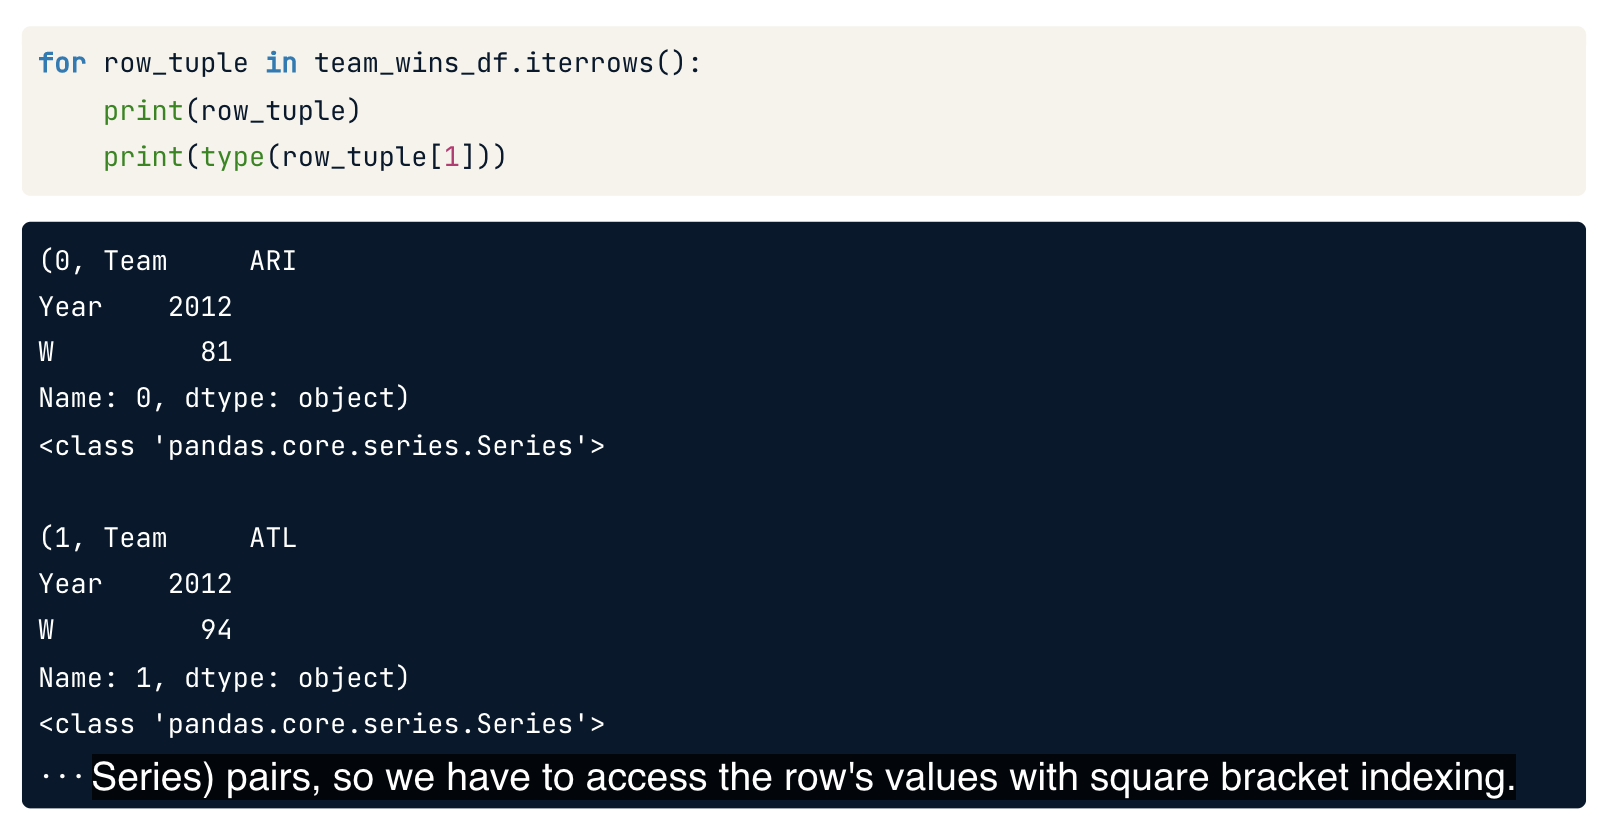 for row_tuple in team_wins_df.iterrows():
    print(row_tuple)
    print(type(row_tuple[1]))
(0, Team     ARI
Year    2012
W         81
Name: 0, dtype: object)
<class 'pandas.core.series.Series'>
(1, Team     ATL
Year    2012
W         94
Name: 1, dtype: object)
<class 'pandas.core.series.Series'>
... Series) pairs, so we have to access the row's values with square bracket indexing.